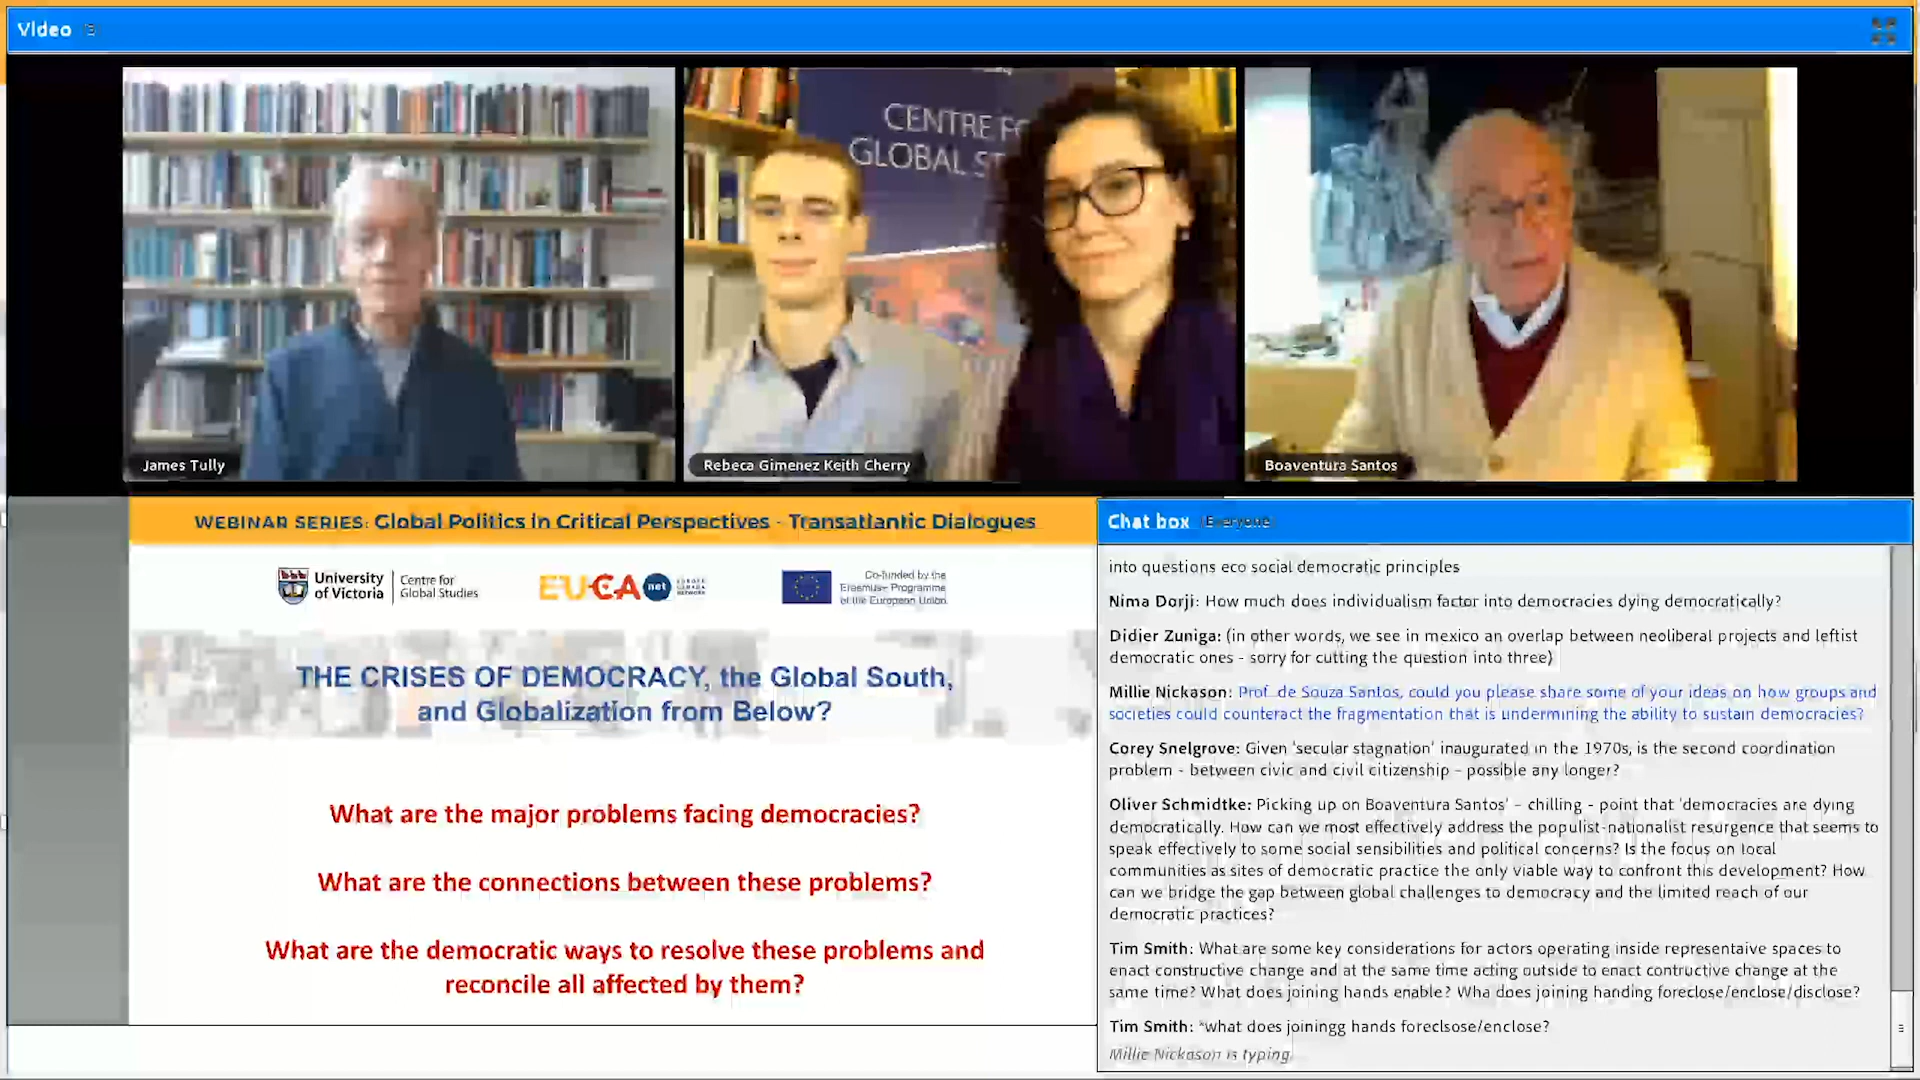 Video
CENTRE FO
GLOBAL ST
James Tully
Rebeca Gimenez Keith Cherry
Boaventura Santos
WEBINAR SERIES: Global Politics in Critical Perspectives - Transatlantic Dialogues
University
of Victoria
Centre for
Global Studies
EU-CA net
EUROPE
CANADA
NETWORK
Co-funded by the
Erasmus+ Programme
of the European Union
THE CRISES OF DEMOCRACY, the Global South,
and Globalization from Below?
What are the major problems facing democracies?
What are the connections between these problems?
What are the democratic ways to resolve these problems and
reconcile all affected by them?
Chat box (Everyone)
into questions eco social democratic principles
Nima Dorji: How much does individualism factor into democracies dying democratically?
Didier Zuniga: (in other words, we see in mexico an overlap between neoliberal projects and leftist
democratic ones - sorry for cutting the question into three)
Millie Nickason: Prof. de Souza Santos, could you please share some of your ideas on how groups and
societies could counteract the fragmentation that is undermining the ability to sustain democracies?
Corey Snelgrove: Given 'secular stagnation' inaugurated in the 1970s, is the second coordination
problem - between civic and civil citizenship - possible any longer?
Oliver Schmidtke: Picking up on Boaventura Santos' - chilling - point that 'democracies are dying
democratically. How can we most effectively address the populist-nationalist resurgence that seems to
speak effectively to some social sensibilities and political concerns? Is the focus on local
communities as sites of democratic practice the only viable way to confront this development? How
can we bridge the gap between global challenges to democracy and the limited reach of our
democratic practices?
Tim Smith: What are some key considerations for actors operating inside representaive spaces to
enact constructive change and at the same time acting outside to enact contructive change at the
same time? What does joining hands enable? Wha does joining handing foreclose/enclose/disclose?
Tim Smith: *what does joiningg hands foreclsose/enclose?
Millie Nickason is typing